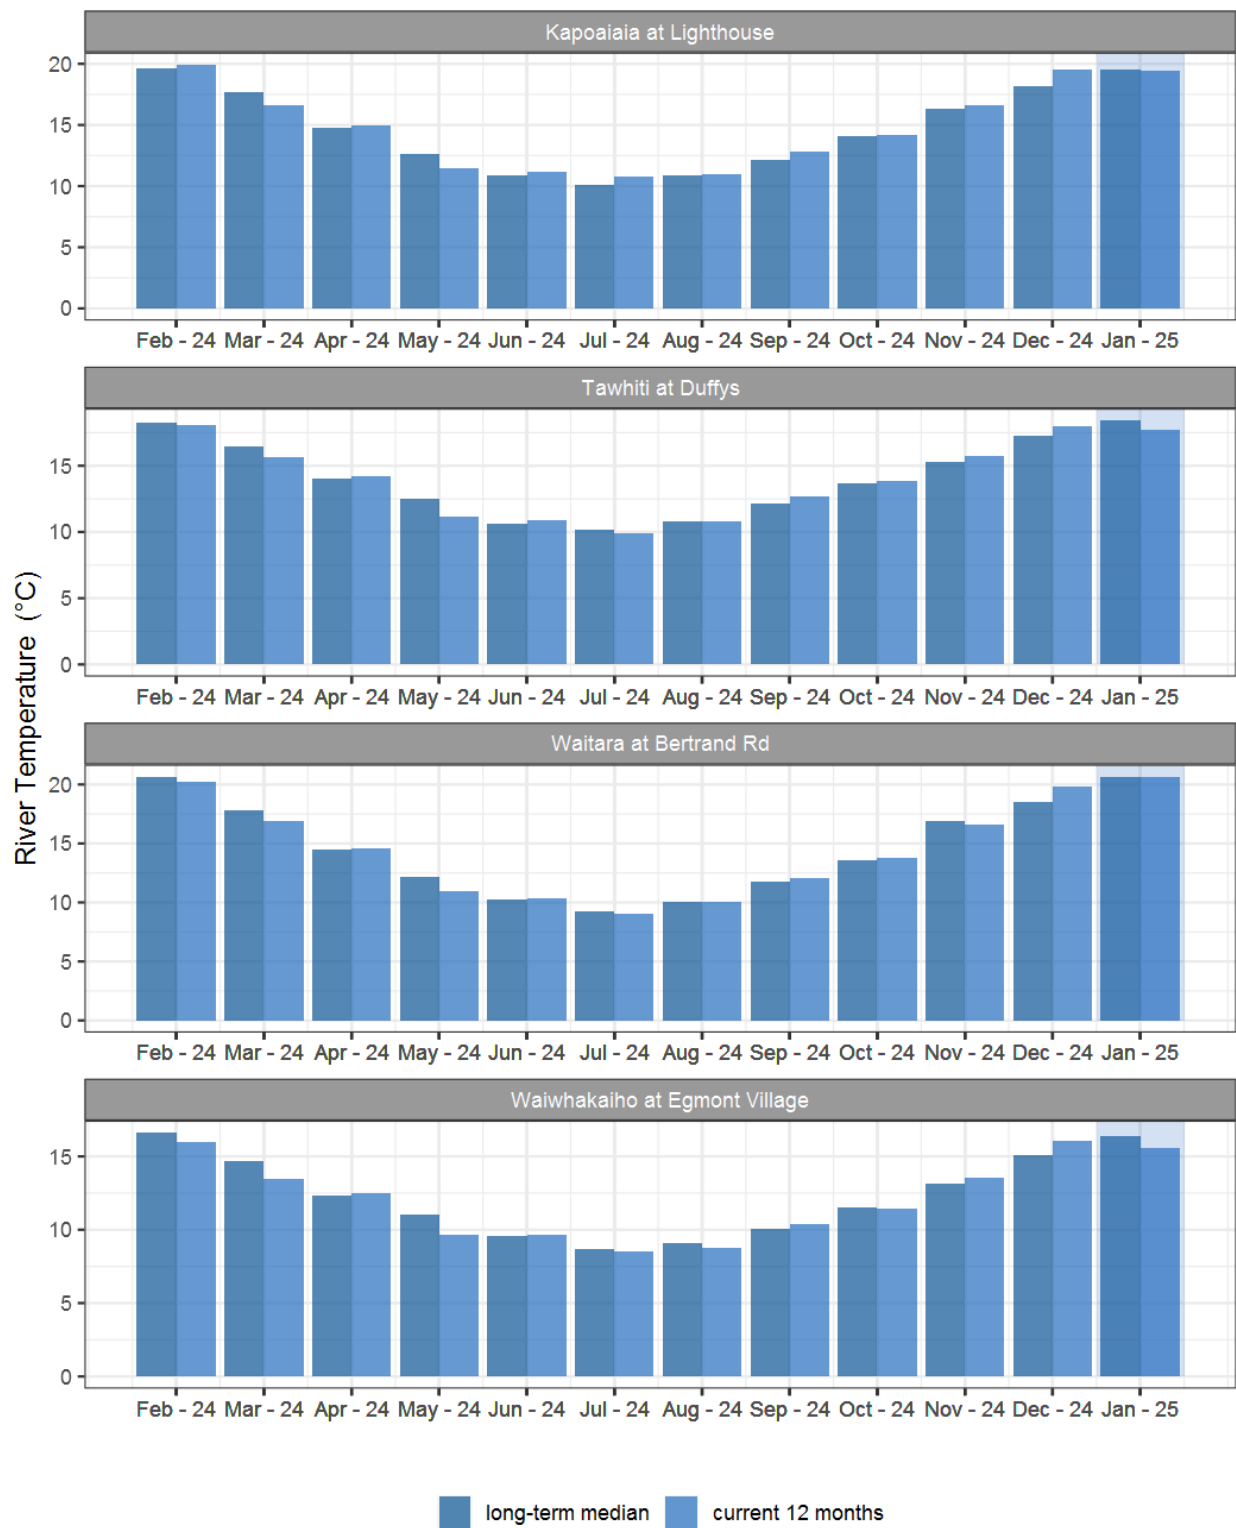 Kapoaiaia at Lighthouse
20
15
10
5
0
Feb - 24 Mar - 24 Apr - 24 May - 24 Jun - 24 Jul - 24 Aug - 24 Sep - 24 Oct - 24 Nov - 24 Dec - 24 Jan - 25
Tawhiti at Duffys
15
10
5
0
Feb - 24 Mar - 24 Apr - 24 May - 24 Jun - 24 Jul - 24 Aug - 24 Sep - 24 Oct - 24 Nov - 24 Dec - 24 Jan - 25
River Temperature (°C)
Waitara at Bertrand Rd
20
15
10
5
0
Feb - 24 Mar - 24 Apr - 24 May - 24 Jun - 24 Jul - 24 Aug - 24 Sep - 24 Oct - 24 Nov - 24 Dec - 24 Jan - 25
Waiwhakaiho at Egmont Village
15
10
5
0
Feb - 24 Mar - 24 Apr - 24 May - 24 Jun - 24 Jul - 24 Aug - 24 Sep - 24 Oct - 24 Nov - 24 Dec - 24 Jan - 25
long-term median current 12 months